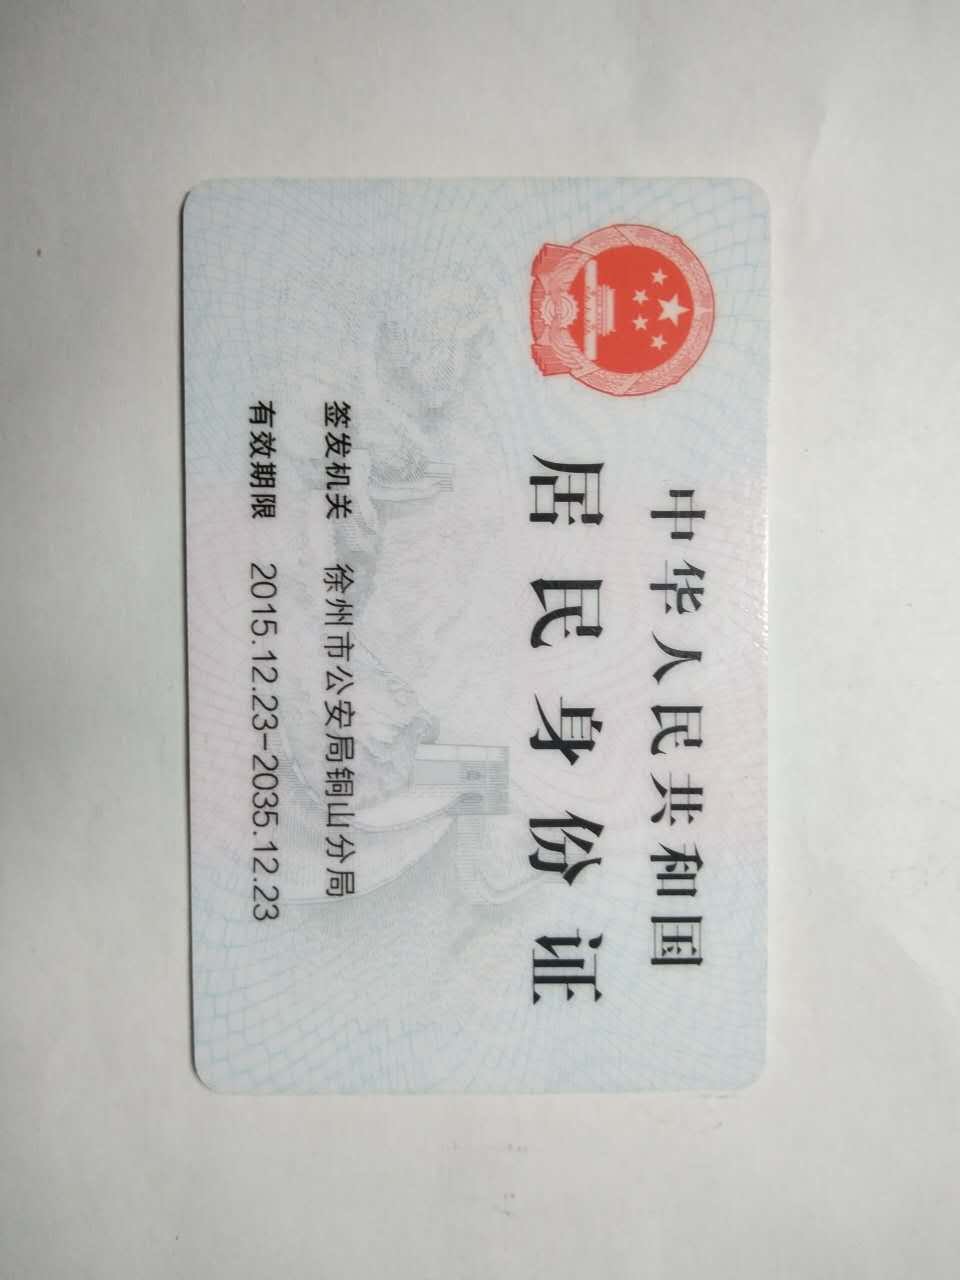 中华人民共和国
居民身份证
签发机关 徐州市公安局铜山分局
有效期限 2015.12.23-2035.12.23